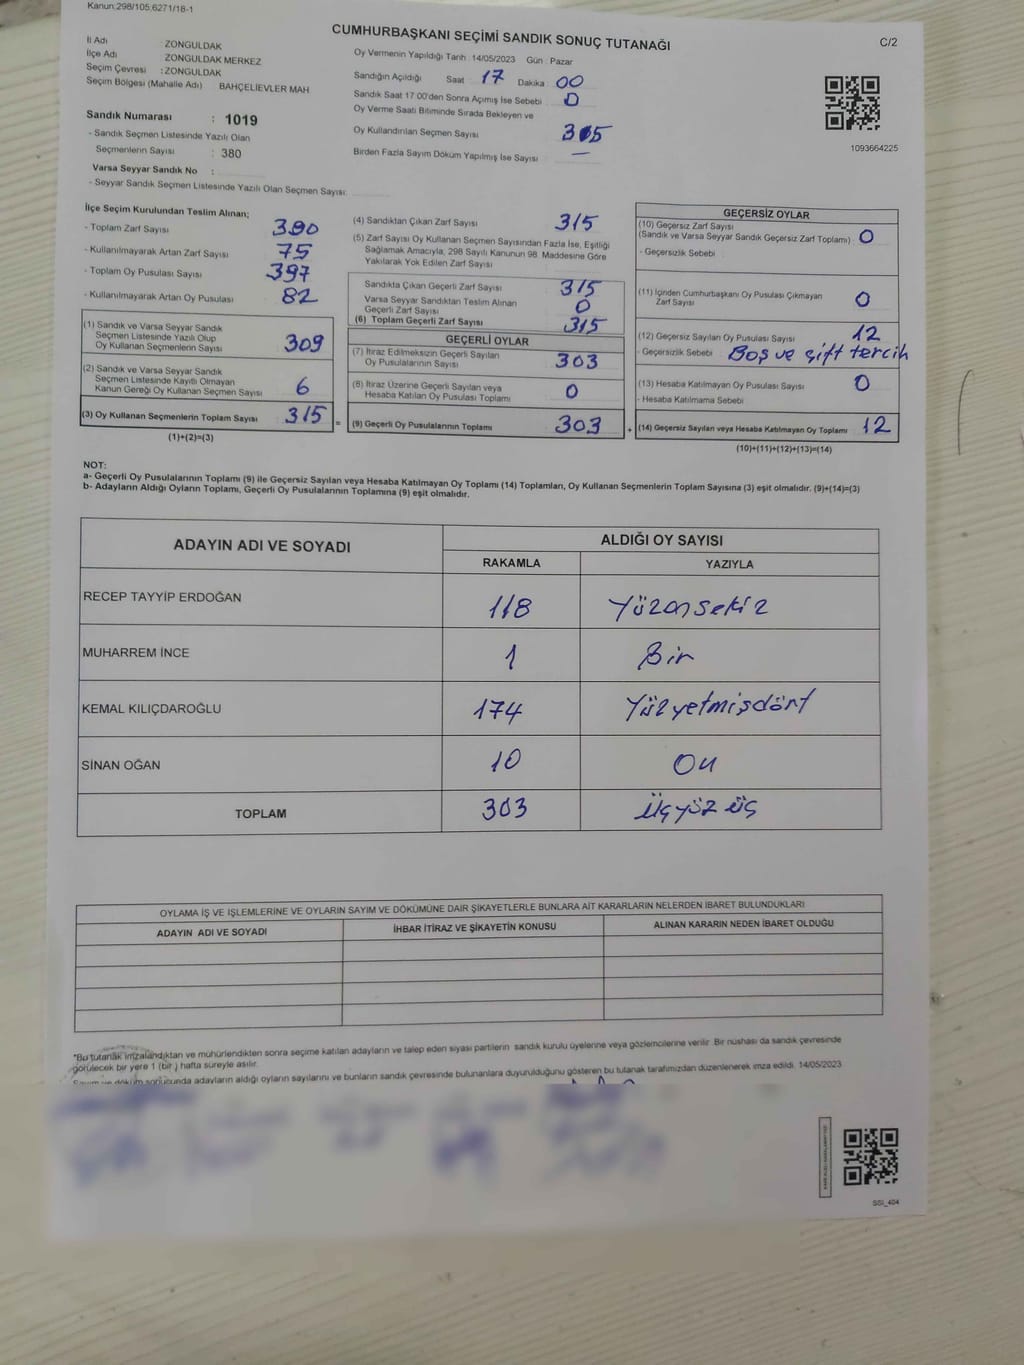 Kanun:298/105,6271/18-1
CUMHURBAŞKANI SEÇİMİ SANDIK SONUÇ TUTANAĞI
C/2
İl Adı : ZONGULDAK
İlçe Adı ZONGULDAK MERKEZ
Seçim Çevresi : ZONGULDAK
Seçim Bölgesi (Mahalle Adı) BAHÇELİEVLER MAH
Sandık Numarası : 1019
- Sandık Seçmen Listesinde Yazılı Olan
Seçmenlerin Sayısı : 380
Varsa Seyyar Sandık No :
- Seyyar Sandık Seçmen Listesinde Yazılı Olan Seçmen Sayısı:
Oy Vermenin Yapıldığı Tarih : 14/05/2023 Gün : Pazar
Sandığın Açıldığı Saat 17 Dakika : 00
Sandık Saat 17:00'den Sonra Açımış İse Sebebi 0
Oy Verme Saati Bitiminde Sırada Bekleyen ve
Oy Kullandırılan Seçmen Sayısı 315
Birden Fazla Sayım Döküm Yapılmış İse Sayısı —
1093664225
İlçe Seçim Kurulundan Teslim Alınan;
- Toplam Zarf Sayısı 390
- Kullanılmayarak Artan Zarf Sayısı 75
- Toplam Oy Pusulası Sayısı 397
- Kullanılmayarak Artan Oy Pusulası 82
(1) Sandık ve Varsa Seyyar Sandık
Seçmen Listesinde Yazılı Olup
Oy Kullanan Seçmenlerin Sayısı 309
(2) Sandık ve Varsa Seyyar Sandık
Seçmen Listesinde Kayıtlı Olmayan
Kanun Gereği Oy Kullanan Seçmen Sayısı 6
(3) Oy Kullanan Seçmenlerin Toplam Sayısı 315
(1)+(2)=(3)
(4) Sandıktan Çıkan Zarf Sayısı 315
(5) Zarf Sayısı Oy Kullanan Seçmen Sayısından Fazla İse, Eşitliği
Sağlamak Amacıyla, 298 Sayılı Kanunun 98. Maddesine Göre
Yakılarak Yok Edilen Zarf Sayısı
Sandıkta Çıkan Geçerli Zarf Sayısı 315
Varsa Seyyar Sandıktan Teslim Alınan
Geçerli Zarf Sayısı 0
(6) Toplam Geçerli Zarf Sayısı 315
GEÇERLİ OYLAR
(7) İtiraz Edilmeksizin Geçerli Sayılan
Oy Pusulalarının Sayısı 303
(8) İtiraz Üzerine Geçerli Sayılan veya
Hesaba Katılan Oy Pusulası Toplamı 0
= (9) Geçerli Oy Pusulalarının Toplamı 303
GEÇERSİZ OYLAR
(10) Geçersiz Zarf Sayısı
(Sandık ve Varsa Seyyar Sandık Geçersiz Zarf Toplamı) 0
- Geçersizlik Sebebi
(11) İçinden Cumhurbaşkanı Oy Pusulası Çıkmayan
Zarf Sayısı 0
(12) Geçersiz Sayılan Oy Pusulası Sayısı 12
- Geçersizlik Sebebi Boş ve çift tercih
(13) Hesaba Katılmayan Oy Pusulası Sayısı 0
- Hesaba Katılmama Sebebi
+ (14) Geçersiz Sayılan veya Hesaba Katılmayan Oy Toplamı 12
(10)+(11)+(12)+(13)=(14)
NOT:
a- Geçerli Oy Pusulalarının Toplamı (9) ile Geçersiz Sayılan veya Hesaba Katılmayan Oy Toplamı (14) Toplamları, Oy Kullanan Seçmenlerin Toplam Sayısına (3) eşit olmalıdır. (9)+(14)=(3)
b- Adayların Aldığı Oyların Toplamı, Geçerli Oy Pusulalarının Toplamına (9) eşit olmalıdır.
ADAYIN ADI VE SOYADI ALDIĞI OY SAYISI
RAKAMLA YAZIYLA
RECEP TAYYİP ERDOĞAN 118 Yüzonsekiz
MUHARREM İNCE 1 Bir
KEMAL KILIÇDAROĞLU 174 Yüzyetmişdört
SİNAN OĞAN 10 On
TOPLAM 303 üçyüz üç
OYLAMA İŞ VE İŞLEMLERİNE VE OYLARIN SAYIM VE DÖKÜMÜNE DAİR ŞİKAYETLERLE BUNLARA AİT KARARLARIN NELERDEN İBARET BULUNDUKLARI
ADAYIN ADI VE SOYADI İHBAR İTİRAZ VE ŞİKAYETİN KONUSU ALINAN KARARIN NEDEN İBARET OLDUĞU
*Bu tutanak imzalandıktan ve mühürlendikten sonra seçime katılan adayların ve talep eden siyasi partilerin sandık kurulu üyelerine veya gözlemcilerine verilir. Bir nüshası da sandık çevresinde
görülecek bir yere 1 (bir) hafta süreyle asılır.
Sayım ve döküm sonucunda adayların aldığı oyların sayılarını ve bunların sandık çevresinde bulunanlara duyurulduğunu gösteren bu tutanak tarafımızdan düzenlenerek imza edildi. 14/05/2023
SSI_404